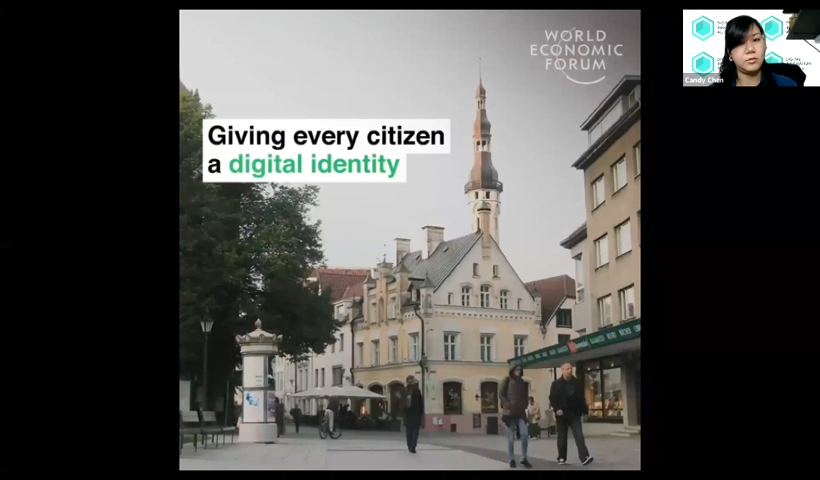 WORLD
ECONOMIC
FORUM
Giving every citizen
a digital identity
Candy Chen